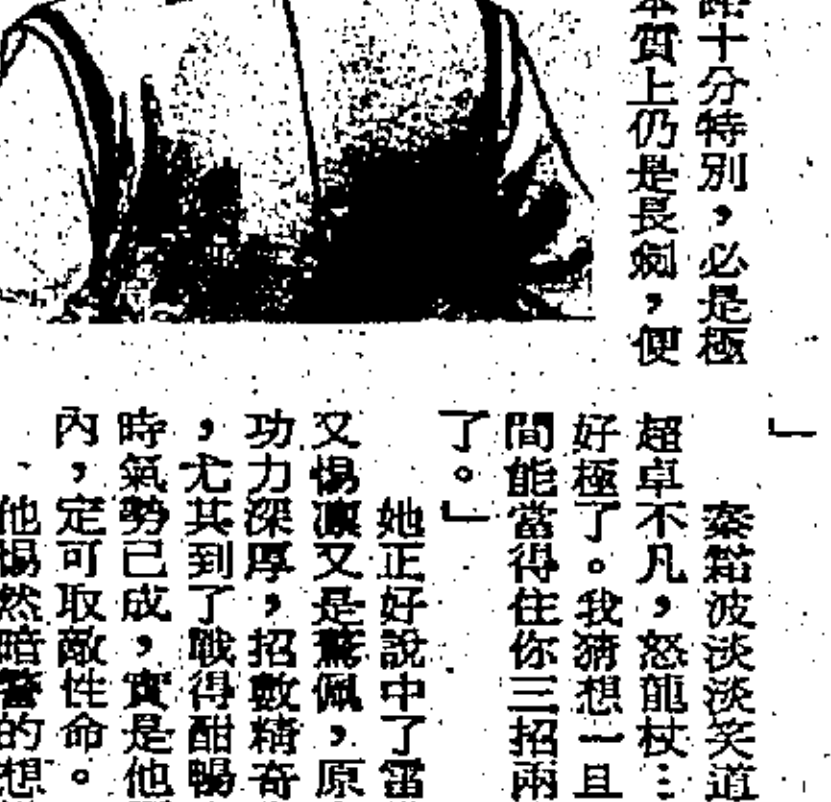 十分特別,必是極
質上仍是長痴,便
」
秦霜波淡淡笑道
超卓不凡,怒龍杖…
好極了。我猜想一且
間能當得住你三招兩
了。」
她正好說中了雷
又惕凜又是驚佩,原
功力深厚,招數精奇
,尤其到了戰得酣暢
時氣勢已成,實是他
內,定可取敵性命。
他惕然暗警的想